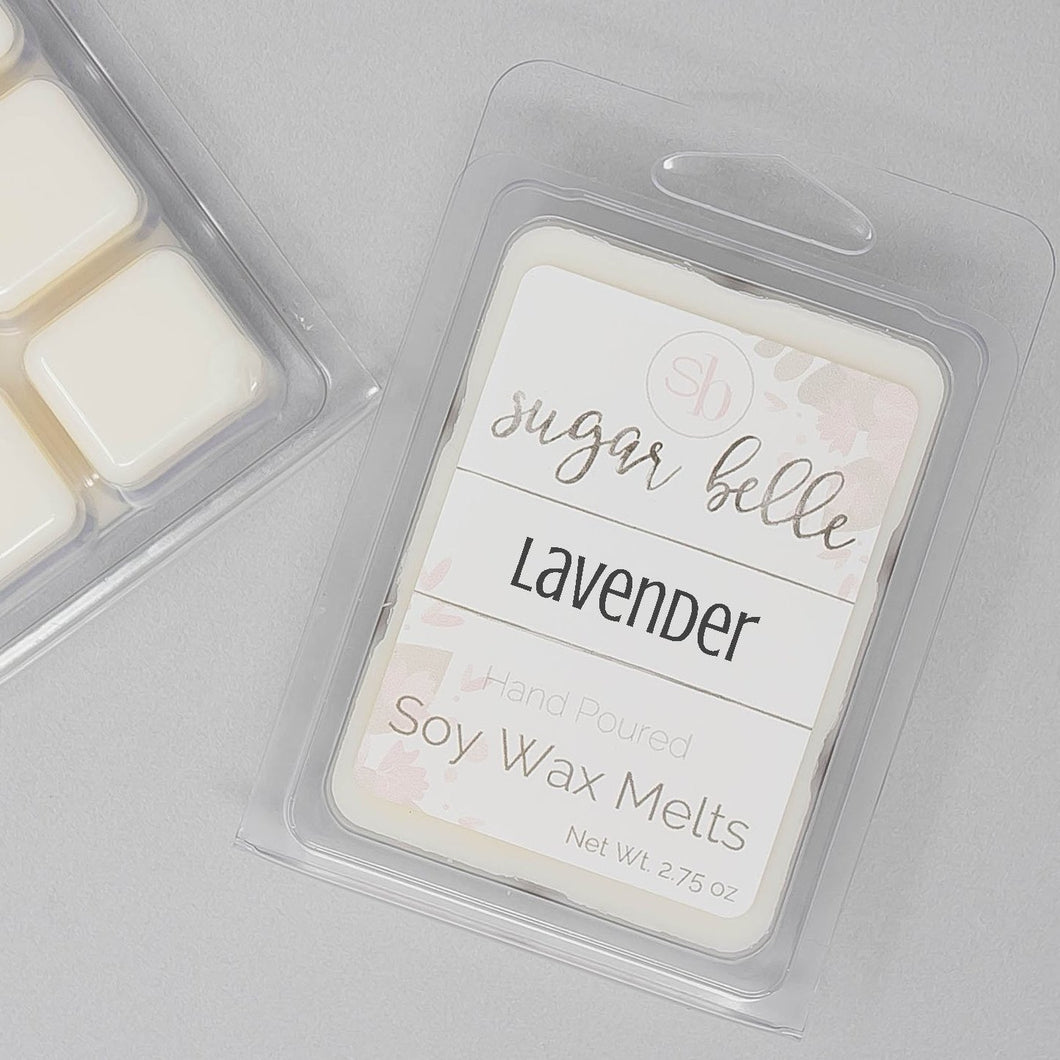 sb
sugar belle
Lavender
Hand Poured
Soy Wax Melts
Net Wt. 2.75 oz